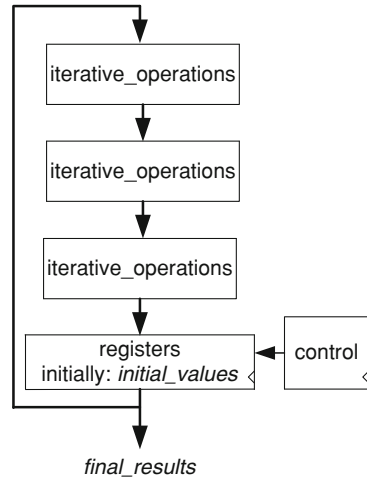 iterative_operations
iterative_operations
iterative_operations
registers
initially: initial_values
control
final_results